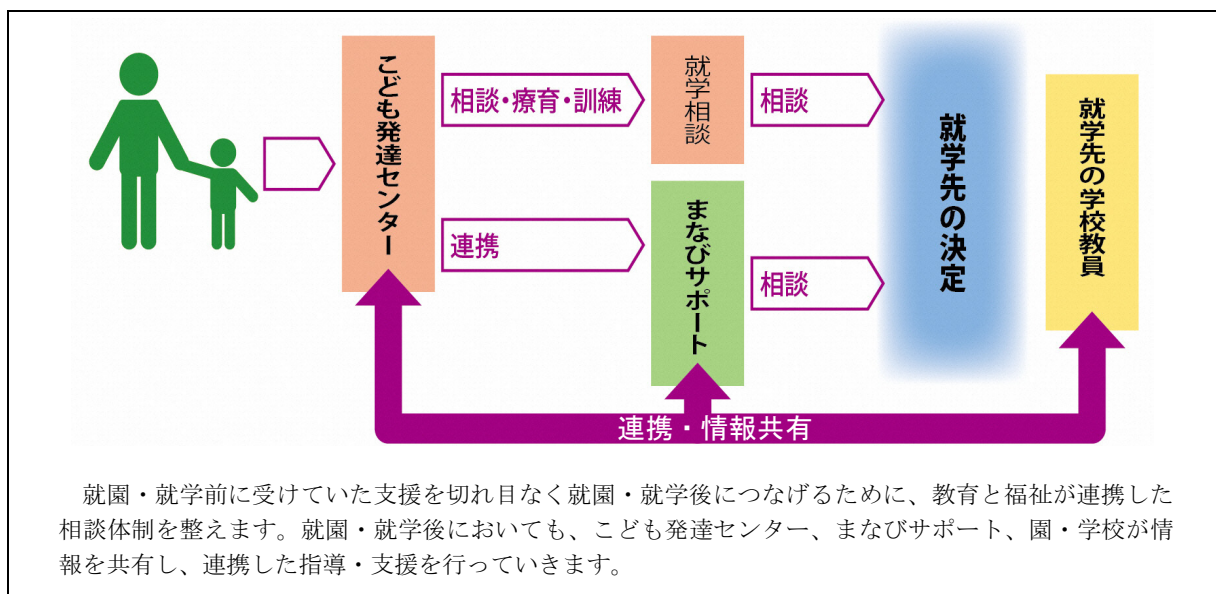 こども発達センター
相談・療育・訓練
就学相談
相談
就学先の決定
就学先の学校教員
連携
まなびサポート
相談
連携・情報共有
就園・就学前に受けていた支援を切れ目なく就園・就学後につなげるために、教育と福祉が連携した
相談体制を整えます。就園・就学後においても、こども発達センター、まなびサポート、園・学校が情
報を共有し、連携した指導・支援を行っていきます。